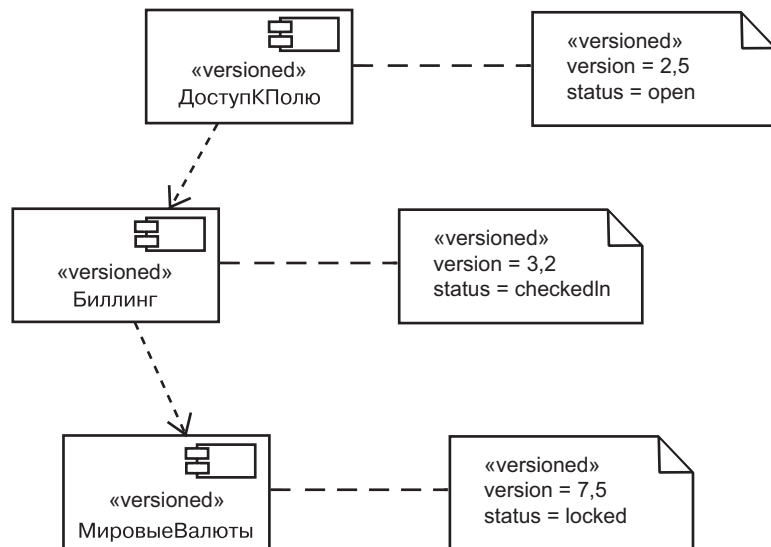 «versioned»
ДоступКПолю
«versioned»
version = 2,5
status = open
«versioned»
Биллинг
«versioned»
version = 3,2
status = checkedIn
«versioned»
МировыеВалюты
«versioned»
version = 7,5
status = locked